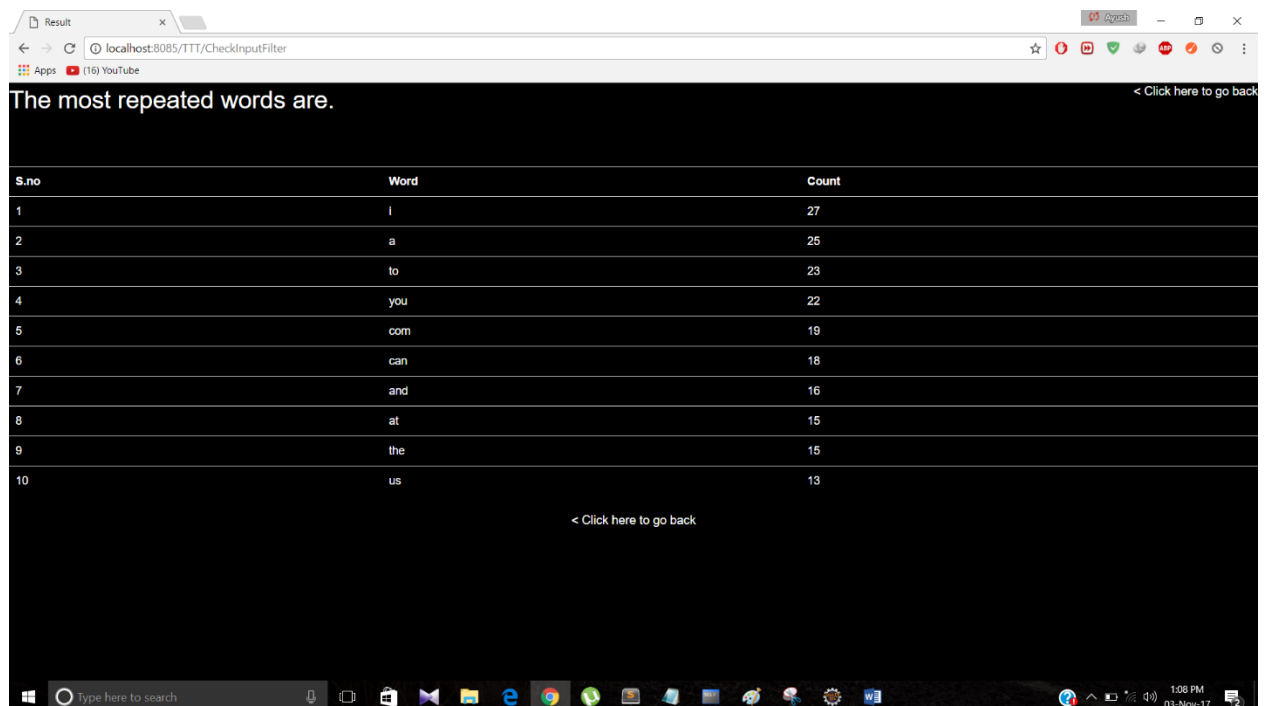 Result
Ayush
localhost:8085/TTT/CheckInputFilter
Apps (16) YouTube
The most repeated words are.
< Click here to go back
S.no Word Count
1 i 27
2 a 25
3 to 23
4 you 22
5 com 19
6 can 18
7 and 16
8 at 15
9 the 15
10 us 13
< Click here to go back
Type here to search
1:08 PM
03-Nov-17